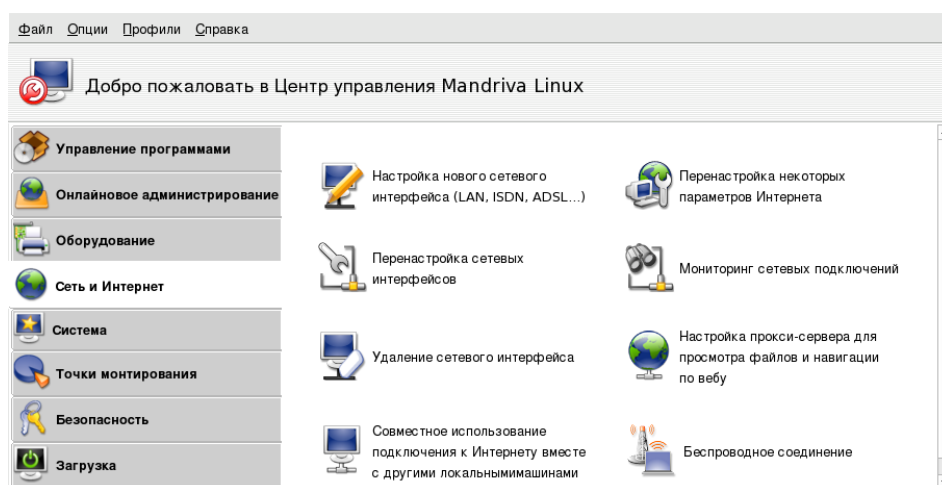 Файл Опции Профили Справка
Добро пожаловать в Центр управления Mandriva Linux
Управление программами
Онлайновое администрирование
Оборудование
Сеть и Интернет
Система
Точки монтирования
Безопасность
Загрузка
Настройка нового сетевого
интерфейса (LAN, ISDN, ADSL...)
Перенастройка некоторых
параметров Интернета
Перенастройка сетевых
интерфейсов
Мониторинг сетевых подключений
Удаление сетевого интерфейса
Настройка прокси-сервера для
просмотра файлов и навигации
по вебу
Совместное использование
подключения к Интернету вместе
с другими локальнымимашинами
Беспроводное соединение